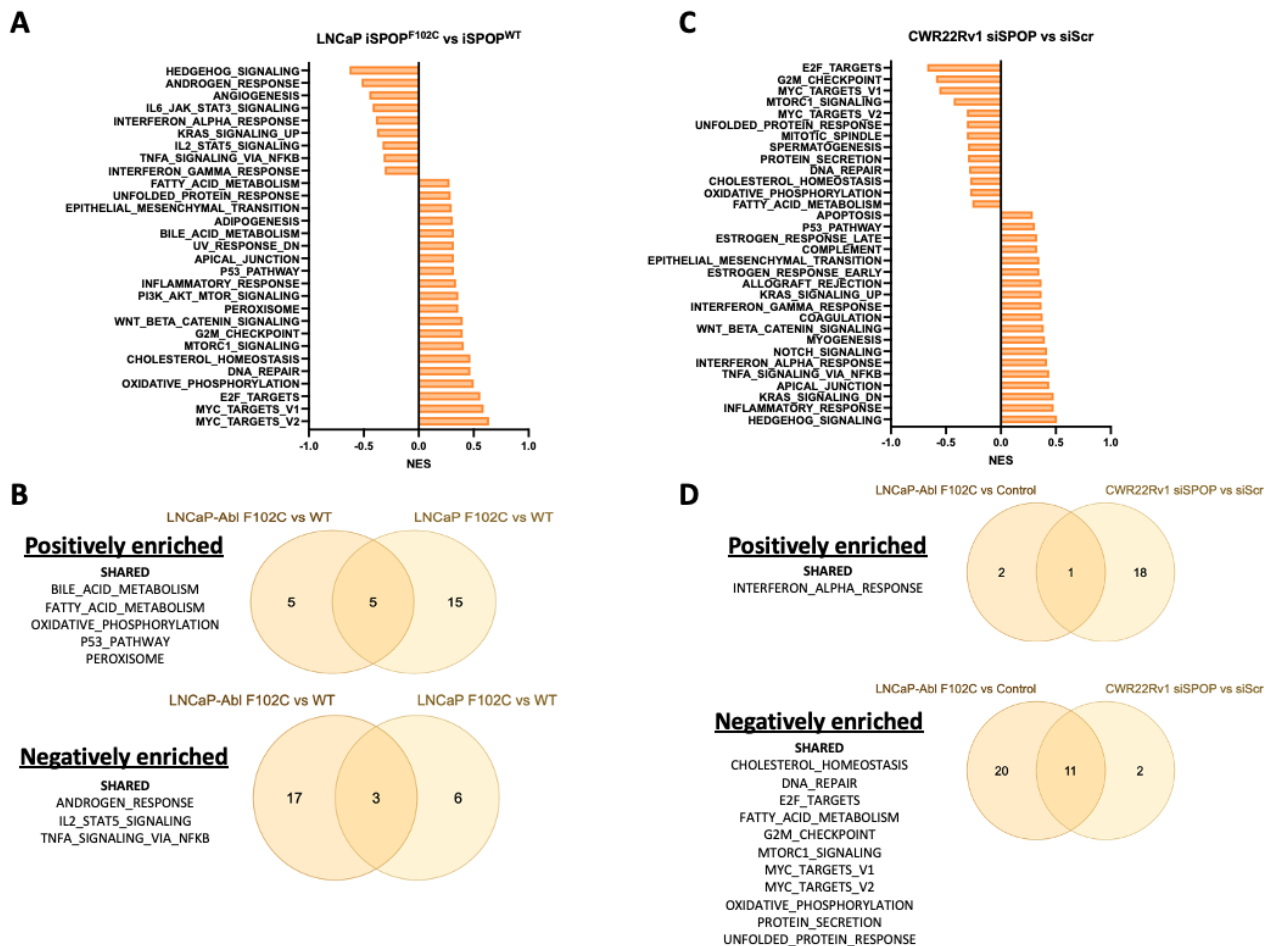 A
LNCaP iSPOPF102C vs iSPOPWT
HEDGEHOG_SIGNALING
ANDROGEN_RESPONSE
ANGIOGENESIS
IL6_JAK_STAT3_SIGNALING
INTERFERON_ALPHA_RESPONSE
KRAS_SIGNALING_UP
IL2_STAT5_SIGNALING
TNFA_SIGNALING_VIA_NFKB
INTERFERON_GAMMA_RESPONSE
FATTY_ACID_METABOLISM
UNFOLDED_PROTEIN_RESPONSE
EPITHELIAL_MESENCHYMAL_TRANSITION
ADIPOGENESIS
BILE_ACID_METABOLISM
UV_RESPONSE_DN
APICAL_JUNCTION
P53_PATHWAY
INFLAMMATORY_RESPONSE
PI3K_AKT_MTOR_SIGNALING
PEROXISOME
WNT_BETA_CATENIN_SIGNALING
G2M_CHECKPOINT
MTORC1_SIGNALING
CHOLESTEROL_HOMEOSTASIS
DNA_REPAIR
OXIDATIVE_PHOSPHORYLATION
E2F_TARGETS
MYC_TARGETS_V1
MYC_TARGETS_V2
-1.0 -0.5 0.0 0.5 1.0
NES
C
CWR22Rv1 siSPOP vs siScr
E2F_TARGETS
G2M_CHECKPOINT
MYC_TARGETS_V1
MTORC1_SIGNALING
MYC_TARGETS_V2
UNFOLDED_PROTEIN_RESPONSE
MITOTIC_SPINDLE
SPERMATOGENESIS
PROTEIN_SECRETION
DNA_REPAIR
CHOLESTEROL_HOMEOSTASIS
OXIDATIVE_PHOSPHORYLATION
FATTY_ACID_METABOLISM
APOPTOSIS
P53_PATHWAY
ESTROGEN_RESPONSE_LATE
COMPLEMENT
EPITHELIAL_MESENCHYMAL_TRANSITION
ESTROGEN_RESPONSE_EARLY
ALLOGRAFT_REJECTION
KRAS_SIGNALING_UP
INTERFERON_GAMMA_RESPONSE
COAGULATION
WNT_BETA_CATENIN_SIGNALING
MYOGENESIS
NOTCH_SIGNALING
INTERFERON_ALPHA_RESPONSE
TNFA_SIGNALING_VIA_NFKB
APICAL_JUNCTION
KRAS_SIGNALING_DN
INFLAMMATORY_RESPONSE
HEDGEHOG_SIGNALING
-1.0 -0.5 0.0 0.5 1.0
NES
B
LNCaP-Abl F102C vs WT LNCaP F102C vs WT
Positively enriched
SHARED
BILE_ACID_METABOLISM
FATTY_ACID_METABOLISM
OXIDATIVE_PHOSPHORYLATION
P53_PATHWAY
PEROXISOME
5 5 15
LNCaP-Abl F102C vs WT LNCaP F102C vs WT
Negatively enriched
SHARED
ANDROGEN_RESPONSE
IL2_STAT5_SIGNALING
TNFA_SIGNALING_VIA_NFKB
17 3 6
D
LNCaP-Abl F102C vs Control CWR22Rv1 siSPOP vs siScr
Positively enriched
SHARED
INTERFERON_ALPHA_RESPONSE
2 1 18
LNCaP-Abl F102C vs Control CWR22Rv1 siSPOP vs siScr
Negatively enriched
SHARED
CHOLESTEROL_HOMEOSTASIS
DNA_REPAIR
E2F_TARGETS
FATTY_ACID_METABOLISM
G2M_CHECKPOINT
MTORC1_SIGNALING
MYC_TARGETS_V1
MYC_TARGETS_V2
OXIDATIVE_PHOSPHORYLATION
PROTEIN_SECRETION
UNFOLDED_PROTEIN_RESPONSE
20 11 2